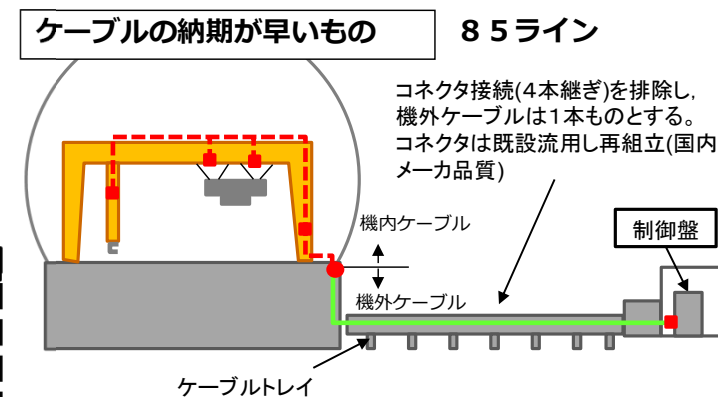 ケーブルの納期が早いもの
８５ライン
コネクタ接続(４本継ぎ)を排除し,
機外ケーブルは１本ものとする。
コネクタは既設流用し再組立(国内
メーカ品質)
機内ケーブル
制御盤
機外ケーブル
ケーブルトレイ